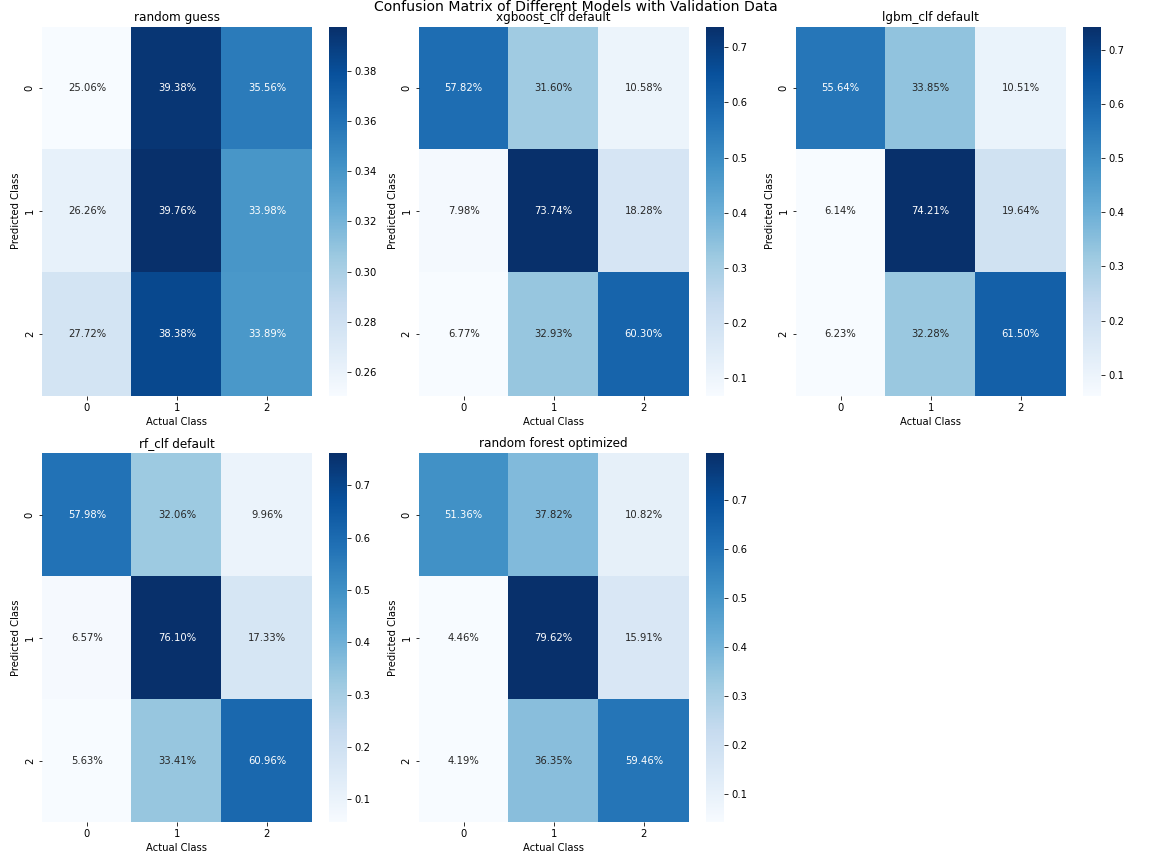 Confusion Matrix of Different Models with Validation Data
random guess
Predicted Class
0
25.06% 39.38% 35.56%
1
26.26% 39.76% 33.98%
2
27.72% 38.38% 33.89%
0 1 2
Actual Class
0.38
0.36
0.34
0.32
0.30
0.28
0.26
xgboost_clf default
Predicted Class
0
57.82% 31.60% 10.58%
1
7.98% 73.74% 18.28%
2
6.77% 32.93% 60.30%
0 1 2
Actual Class
0.7
0.6
0.5
0.4
0.3
0.2
0.1
lgbm_clf default
Predicted Class
0
55.64% 33.85% 10.51%
1
6.14% 74.21% 19.64%
2
6.23% 32.28% 61.50%
0 1 2
Actual Class
0.7
0.6
0.5
0.4
0.3
0.2
0.1
rf_clf default
Predicted Class
0
57.98% 32.06% 9.96%
1
6.57% 76.10% 17.33%
2
5.63% 33.41% 60.96%
0 1 2
Actual Class
0.7
0.6
0.5
0.4
0.3
0.2
0.1
random forest optimized
Predicted Class
0
51.36% 37.82% 10.82%
1
4.46% 79.62% 15.91%
2
4.19% 36.35% 59.46%
0 1 2
Actual Class
0.7
0.6
0.5
0.4
0.3
0.2
0.1